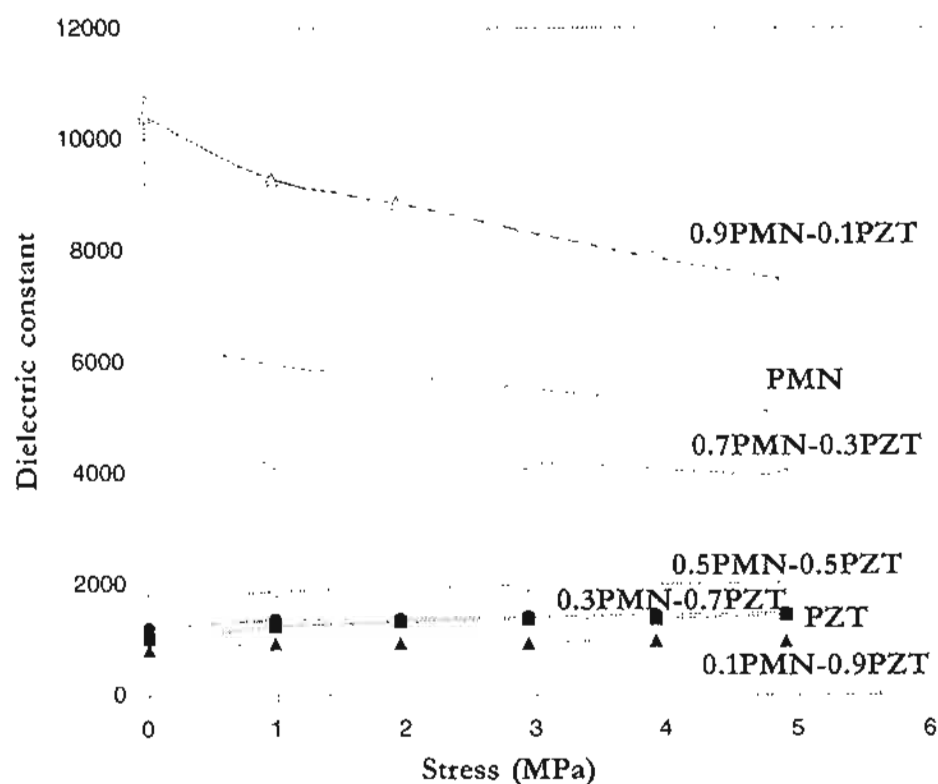 12000
10000
8000
6000
4000
2000
0
Dielectric constant
0.9PMN-0.1PZT
PMN
0.7PMN-0.3PZT
0.5PMN-0.5PZT
0.3PMN-0.7PZT
PZT
0.1PMN-0.9PZT
0 1 2 3 4 5 6
Stress (MPa)